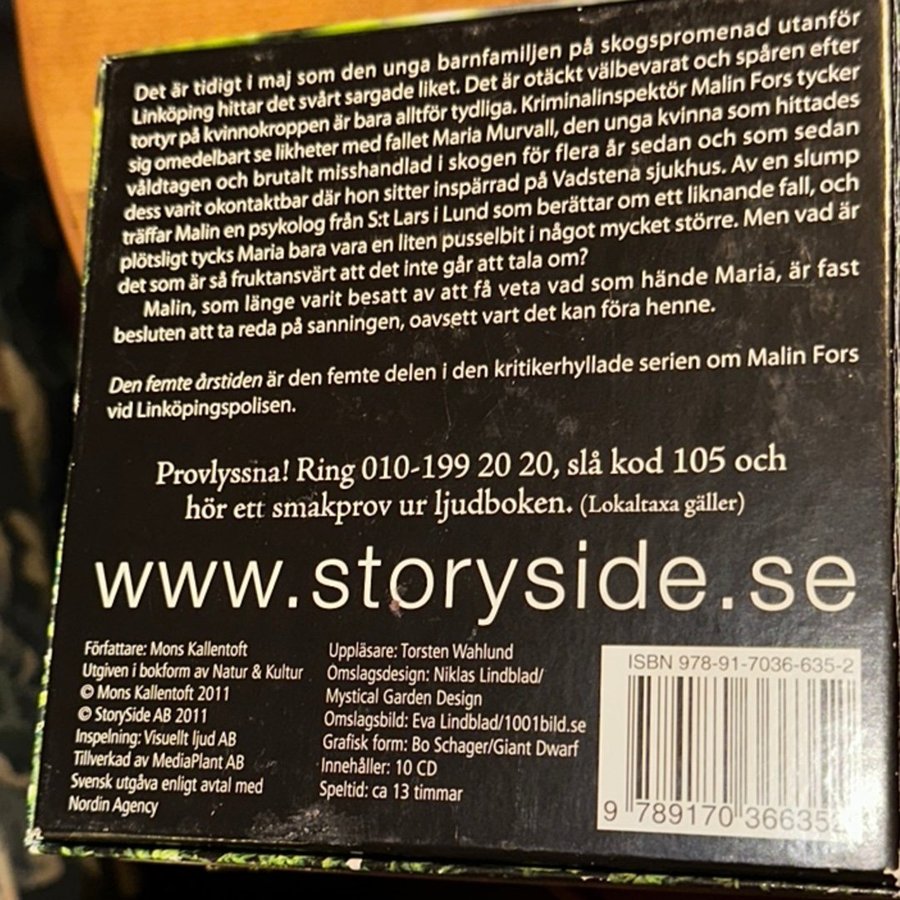 Det är tidigt i maj som den unga barnfamiljen på skogspromenad utanför
Linköping hittar det svårt sargade liket. Det är otäckt välbevarat och spåren efter
tortyr på kvinnokroppen är bara alltför tydliga. Kriminalinspektör Malin Fors tycker
sig omedelbart se likheter med fallet Maria Murvall, den unga kvinna som hittades
våldtagen och brutalt misshandlad i skogen för flera år sedan och som sedan
dess varit okontaktbar där hon sitter inspärrad på Vadstena sjukhus. Av en slump
träffar Malin en psykolog från S:t Lars i Lund som berättar om ett liknande fall, och
plötsligt tycks Maria bara vara en liten pusselbit i något mycket större. Men vad är
det som är så fruktansvärt att det inte går att tala om?
Malin, som länge varit besatt av att få veta vad som hände Maria, är fast
besluten att ta reda på sanningen, oavsett vart det kan föra henne.
Den femte årstiden är den femte delen i den kritikerhyllade serien om Malin Fors
vid Linköpingspolisen.
Provlyssna! Ring 010-199 20 20, slå kod 105 och
hör ett smakprov ur ljudboken. (Lokaltaxa gäller)
www.storyside.se
Författare: Mons Kallentoft
Utgiven i bokform av Natur & Kultur
© Mons Kallentoft 2011
© StorySide AB 2011
Inspelning: Visuellt ljud AB
Tillverkad av MediaPlant AB
Svensk utgåva enligt avtal med
Nordin Agency
Uppläsare: Torsten Wahlund
Omslagsdesign: Niklas Lindblad/
Mystical Garden Design
Omslagsbild: Eva Lindblad/1001bild.se
Grafisk form: Bo Schager/Giant Dwarf
Innehåller: 10 CD
Speltid: ca 13 timmar
ISBN 978-91-7036-635-2
9 789170 366352